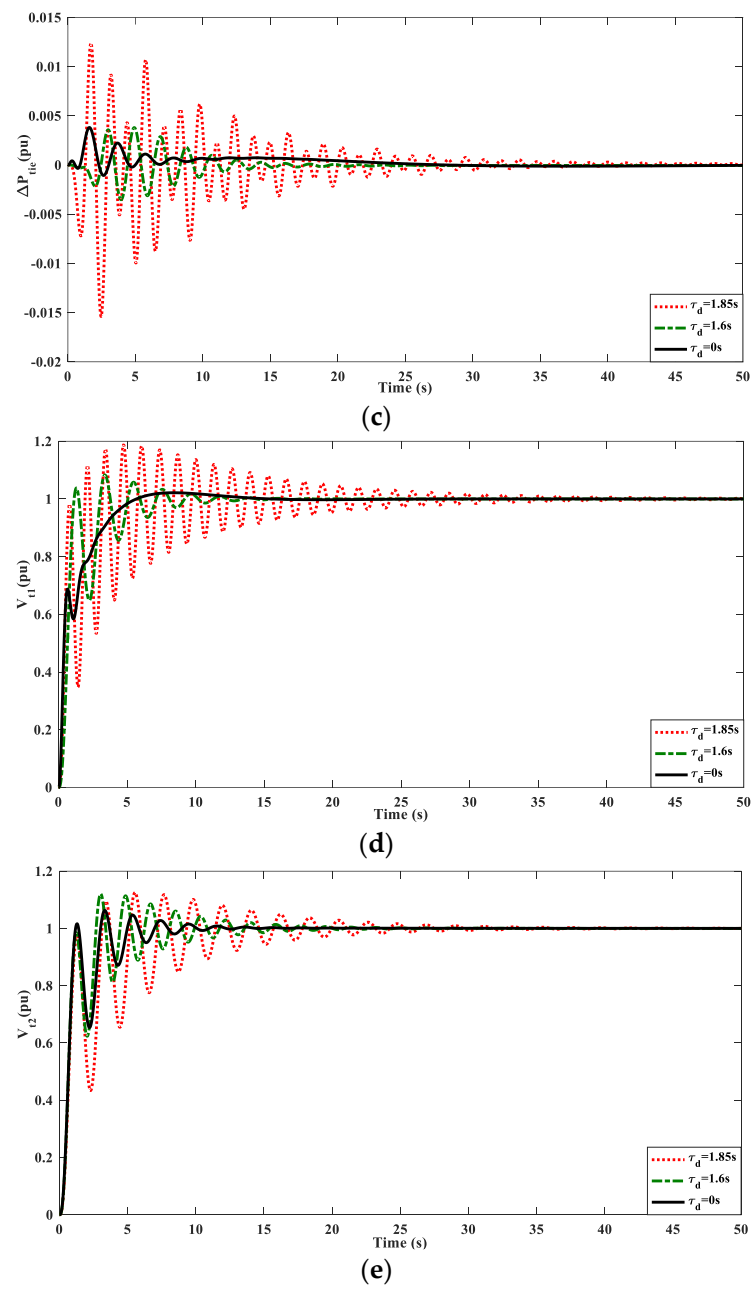 0.015
0.01
0.005
0
-0.005
-0.01
-0.015
-0.02
ΔP_tie (pu)
τ_d=1.85s
τ_d=1.6s
τ_d=0s
0 5 10 15 20 25 30 35 40 45 50
Time (s)
(c)
1.2
1
0.8
0.6
0.4
0.2
0
V_t1(pu)
τ_d=1.85s
τ_d=1.6s
τ_d=0s
0 5 10 15 20 25 30 35 40 45 50
Time (s)
(d)
1.2
1
0.8
0.6
0.4
0.2
0
V_t2(pu)
τ_d=1.85s
τ_d=1.6s
τ_d=0s
0 5 10 15 20 25 30 35 40 45 50
Time (s)
(e)